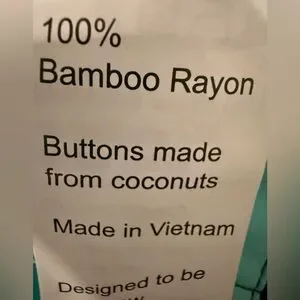 100%
Bamboo Rayon
Buttons made
from coconuts
Made in Vietnam
Designed to be